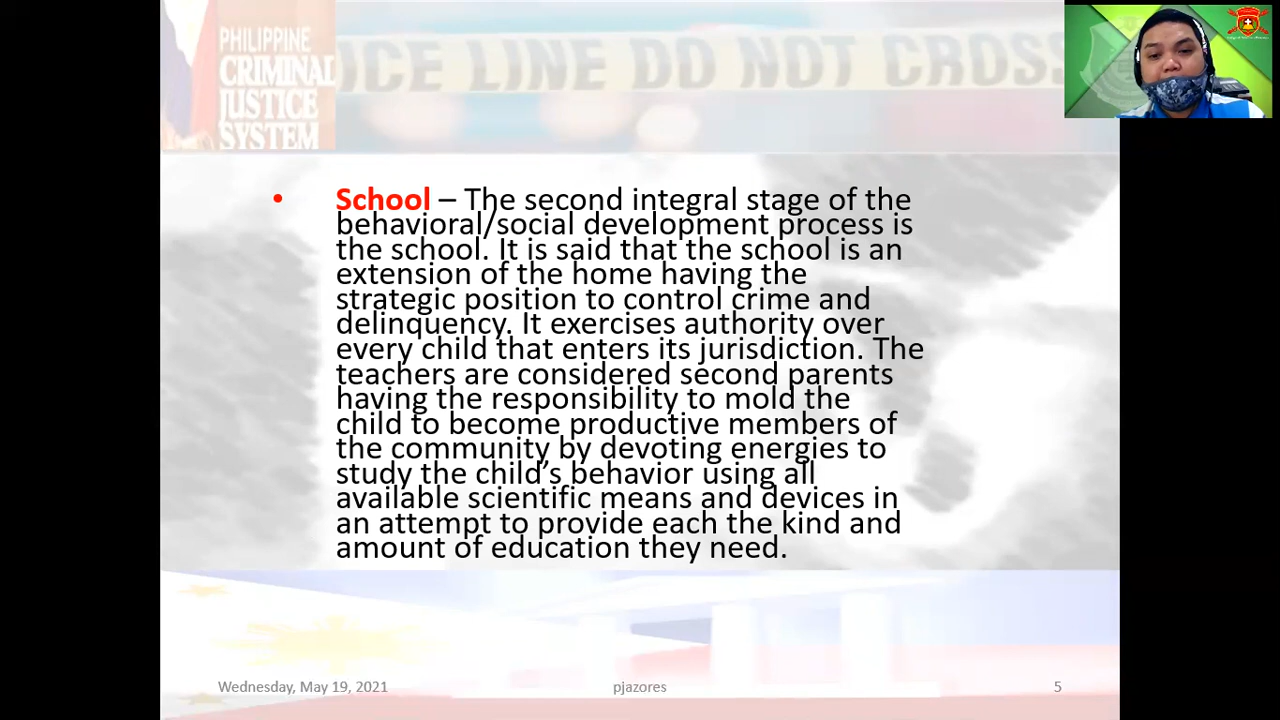 PHILIPPINE
CRIMINAL
JUSTICE
SYSTEM
ICE LINE DO NOT CROSS
• School – The second integral stage of the
behavioral/social development process is
the school. It is said that the school is an
extension of the home having the
strategic position to control crime and
delinquency. It exercises authority over
every child that enters its jurisdiction. The
teachers are considered second parents
having the responsibility to mold the
child to become productive members of
the community by devoting energies to
study the child's behavior using all
available scientific means and devices in
an attempt to provide each the kind and
amount of education they need.
Wednesday, May 19, 2021
pjazores
5